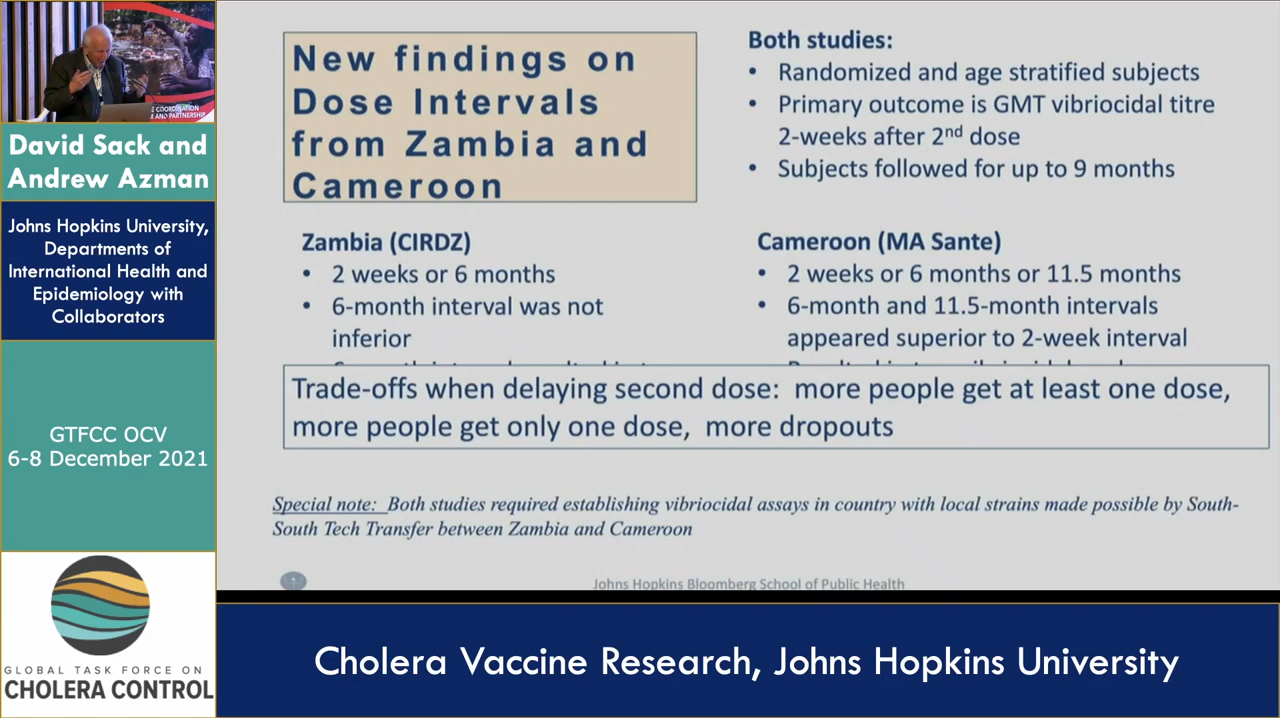 E COORDINATION
A AND PARTNERSHIP
David Sack and
Andrew Azman
Johns Hopkins University,
Departments of
International Health and
Epidemiology with
Collaborators
GTFCC OCV
6-8 December 2021
GLOBAL TASK FORCE ON
CHOLERA CONTROL
New findings on
Dose Intervals
from Zambia and
Cameroon
Both studies:
• Randomized and age stratified subjects
• Primary outcome is GMT vibriocidal titre
2-weeks after 2nd dose
• Subjects followed for up to 9 months
Zambia (CIRDZ)
• 2 weeks or 6 months
• 6-month interval was not
inferior
Cameroon (MA Sante)
• 2 weeks or 6 months or 11.5 months
• 6-month and 11.5-month intervals
appeared superior to 2-week interval
Trade-offs when delaying second dose: more people get at least one dose,
more people get only one dose, more dropouts
Special note: Both studies required establishing vibriocidal assays in country with local strains made possible by South-
South Tech Transfer between Zambia and Cameroon
Johns Hopkins Bloomberg School of Public Health
Cholera Vaccine Research, Johns Hopkins University